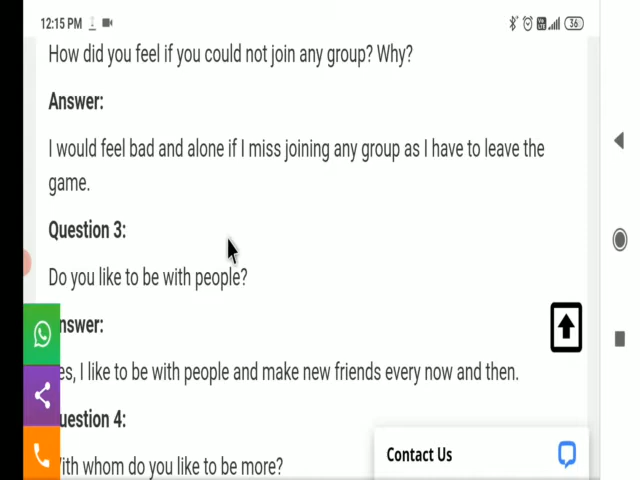 12:15 PM
36
How did you feel if you could not join any group? Why?
Answer:
I would feel bad and alone if I miss joining any group as I have to leave the
game.
Question 3:
Do you like to be with people?
nswer:
es, I like to be with people and make new friends every now and then.
uestion 4:
Vith whom do you like to be more?
Contact Us